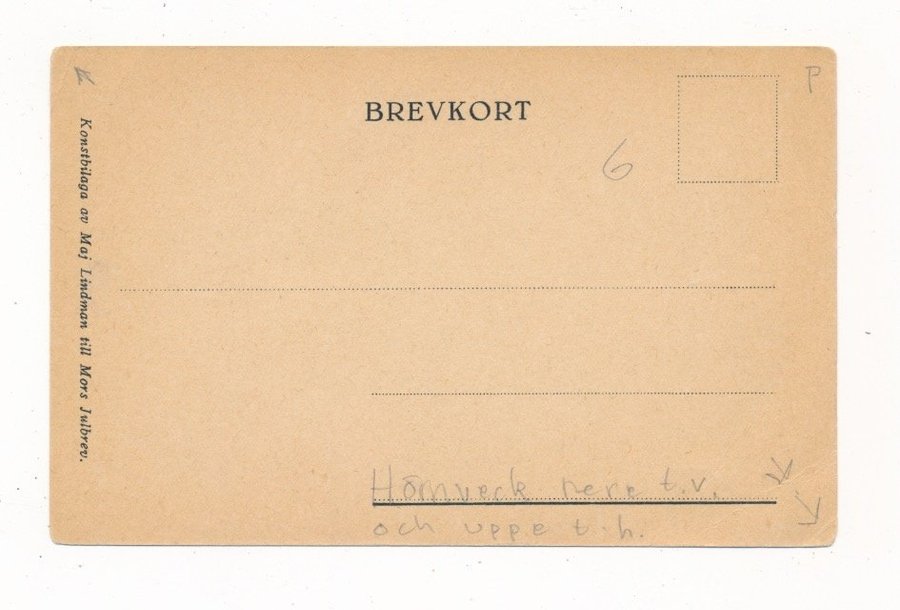 BREVKORT
P
6
Konstbilaga av Maj Lindman till Mors Julbrev.
Hörnveck nere t.v.
och uppe t.h.